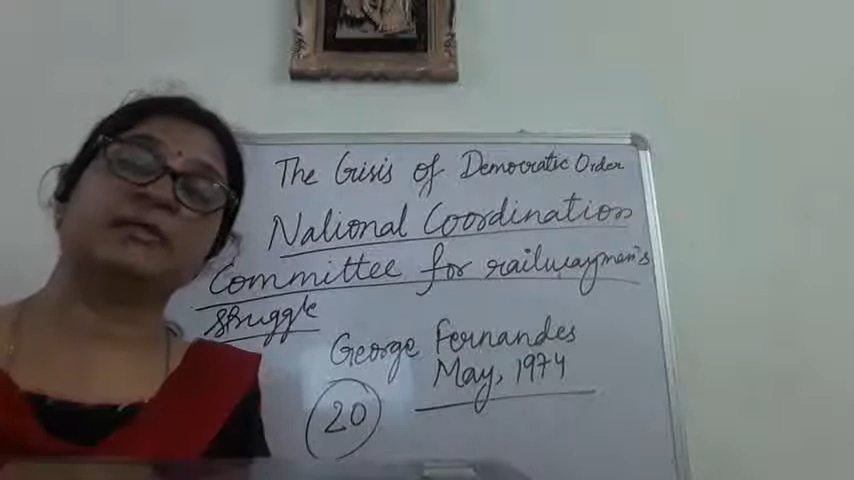 The Crisis of Democratic Order
National Coordination
Committee for railwaymen's
Struggle
George Fernandes
May, 1974
20